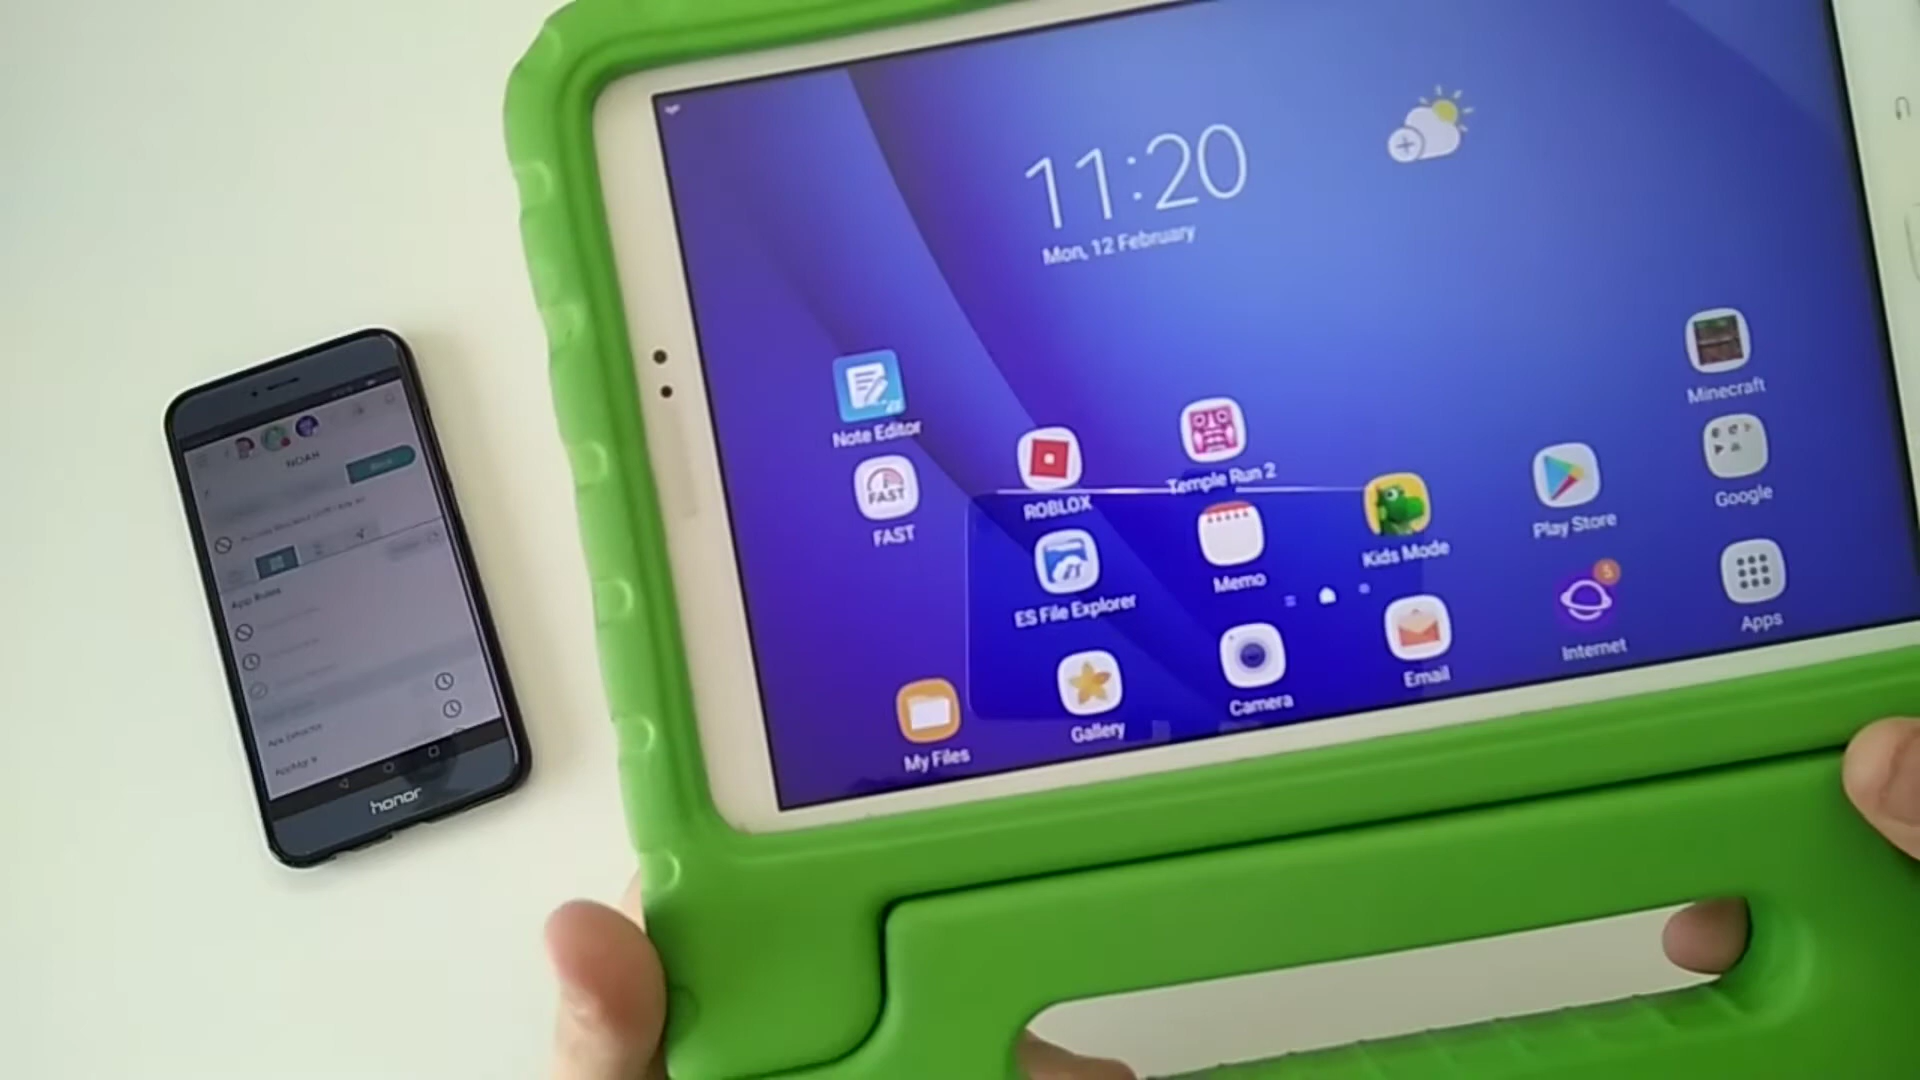 11:20
Mon, 12 February
Note Editor
FAST
FAST
ROBLOX
Temple Run 2
Minecraft
ES File Explorer
Memo
Kids Mode
Play Store
Google
My Files
Gallery
Camera
Email
5
Internet
Apps
NOAH
App Rules
honor